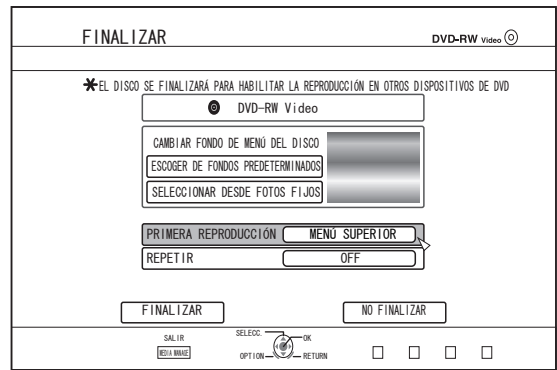 FINALIZAR
DVD-RW Video
*EL DISCO SE FINALIZARÁ PARA HABILITAR LA REPRODUCCIÓN EN OTROS DISPOSITIVOS DE DVD
DVD-RW Video
CAMBIAR FONDO DE MENÚ DEL DISCO
ESCOGER DE FONDOS PREDETERMINADOS
SELECCIONAR DESDE FOTOS FIJOS
PRIMERA REPRODUCCIÓN MENÚ SUPERIOR
REPETIR OFF
FINALIZAR NO FINALIZAR
SALIR
MEDIA MANAGE
SELECC.
OK
OPTION
RETURN